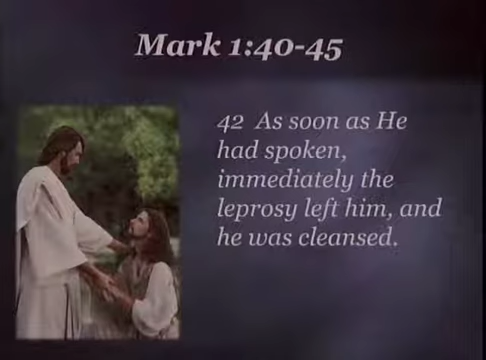 Mark 1:40-45
42 As soon as He
had spoken,
immediately the
leprosy left him, and
he was cleansed.